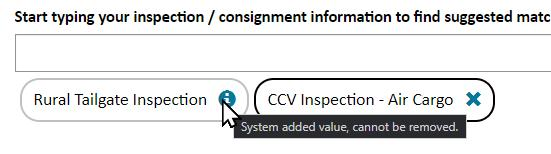 Start typing your inspection / consignment information to find suggested matc
Rural Tailgate Inspection CCV Inspection - Air Cargo
System added value, cannot be removed.